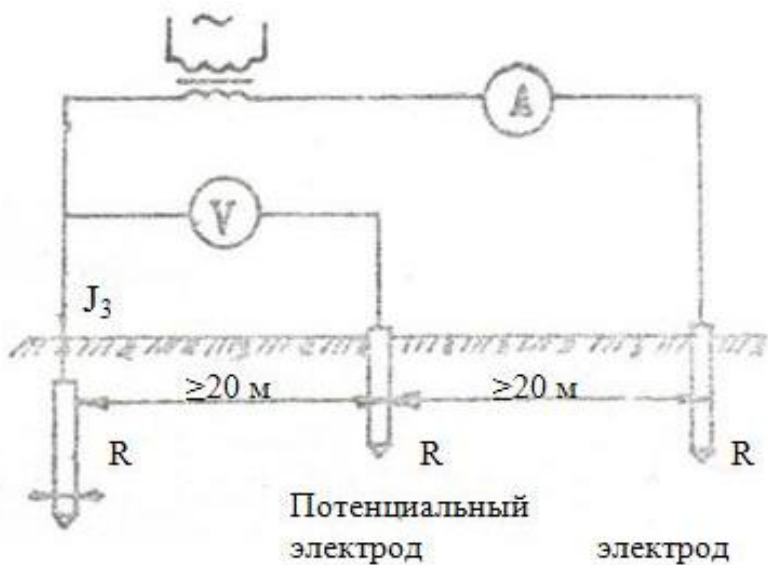 ~
A
V
J₃
≥20 м ≥20 м
R R R
Потенциальный
электрод электрод